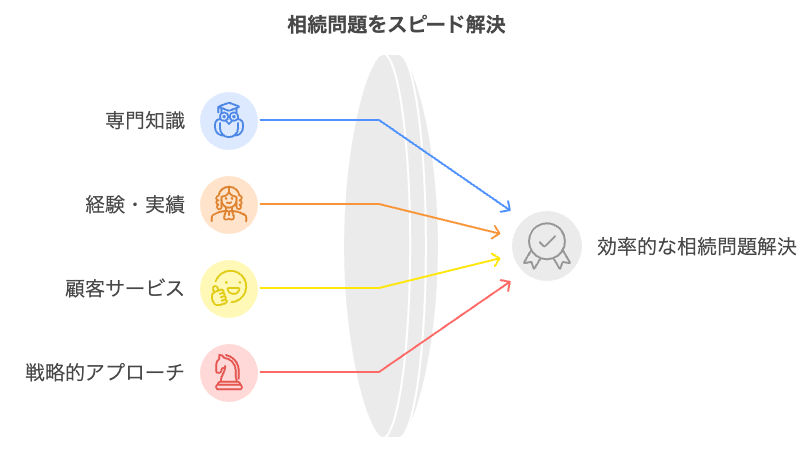 相続問題をスピード解決
専門知識
経験・実績
顧客サービス
戦略的アプローチ
効率的な相続問題解決